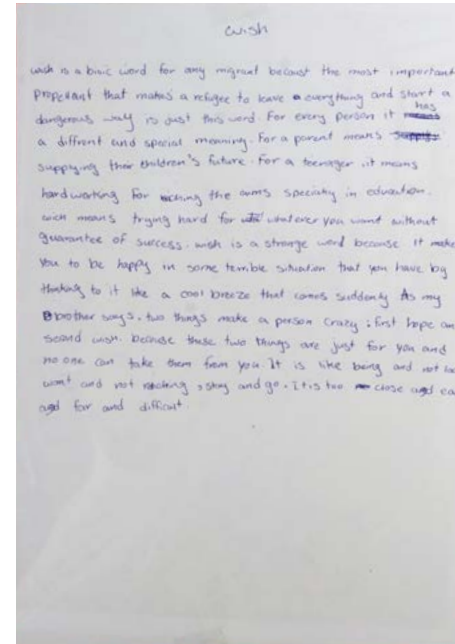 wish
wish is a basic word for any migrant becaust the most important
propellant that makes a refugee to leave everything and start a
dangerous way is just this word. For every person it has
a diffrent and special meaning. For a parent means
supplying their children's future. For a teenager it means
hardworking for the aims specialy in education.
wish means trying hard for whatever you want without
guarantee of success. wish is a strange word because it make
you to be happy in some terrible situation that you have by
thinking to it like a cool breeze that comes suddenly As my
brother says, two things make a person crazy: first hope an
second wish. because these two things are just for you and
no one can take them from you. It is like being and not
want and not reaching, stay and go. It is too close and ea
and far and difficult.